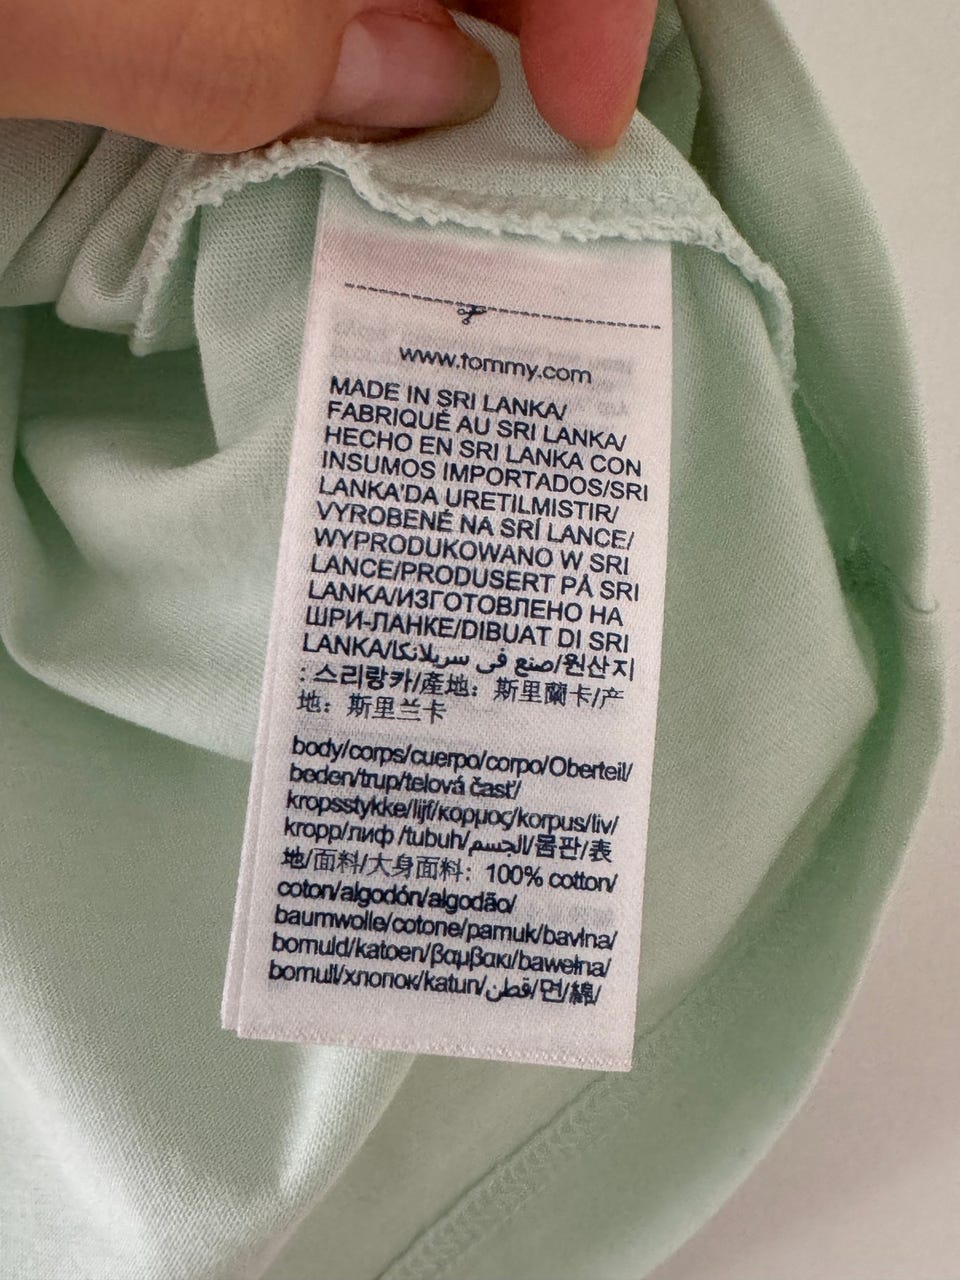 www.tommy.com
MADE IN SRI LANKA/
FABRIQUÉ AU SRI LANKA/
HECHO EN SRI LANKA CON
INSUMOS IMPORTADOS/SRI
LANKA'DA URETILMISTIR/
VYROBENÉ NA SRÍ LANCE/
WYPRODUKOWANO W SRI
LANCE/PRODUSERT PÅ SRI
LANKA/ИЗГОТОВЛЕНО НА
ШРИ-ЛАНКЕ/DIBUAT DI SRI
LANKA/صنع في سريلانكا/원산지
: 스리랑카/產地：斯里蘭卡/产
地：斯里兰卡
body/corps/cuerpo/corpo/Oberteil/
beden/trup/telová časť/
kropsstykke/lijf/κορμος/korpus/liv/
kropp/лиф /tubuh/الجسم/몸판/表
地/面料/大身面料：100% cotton/
coton/algodón/algodão/
baumwolle/cotone/pamuk/bavlna/
bomuld/katoen/βαμβακι/bawełna/
bomull/хлопок/katun/قطن/면/綿/